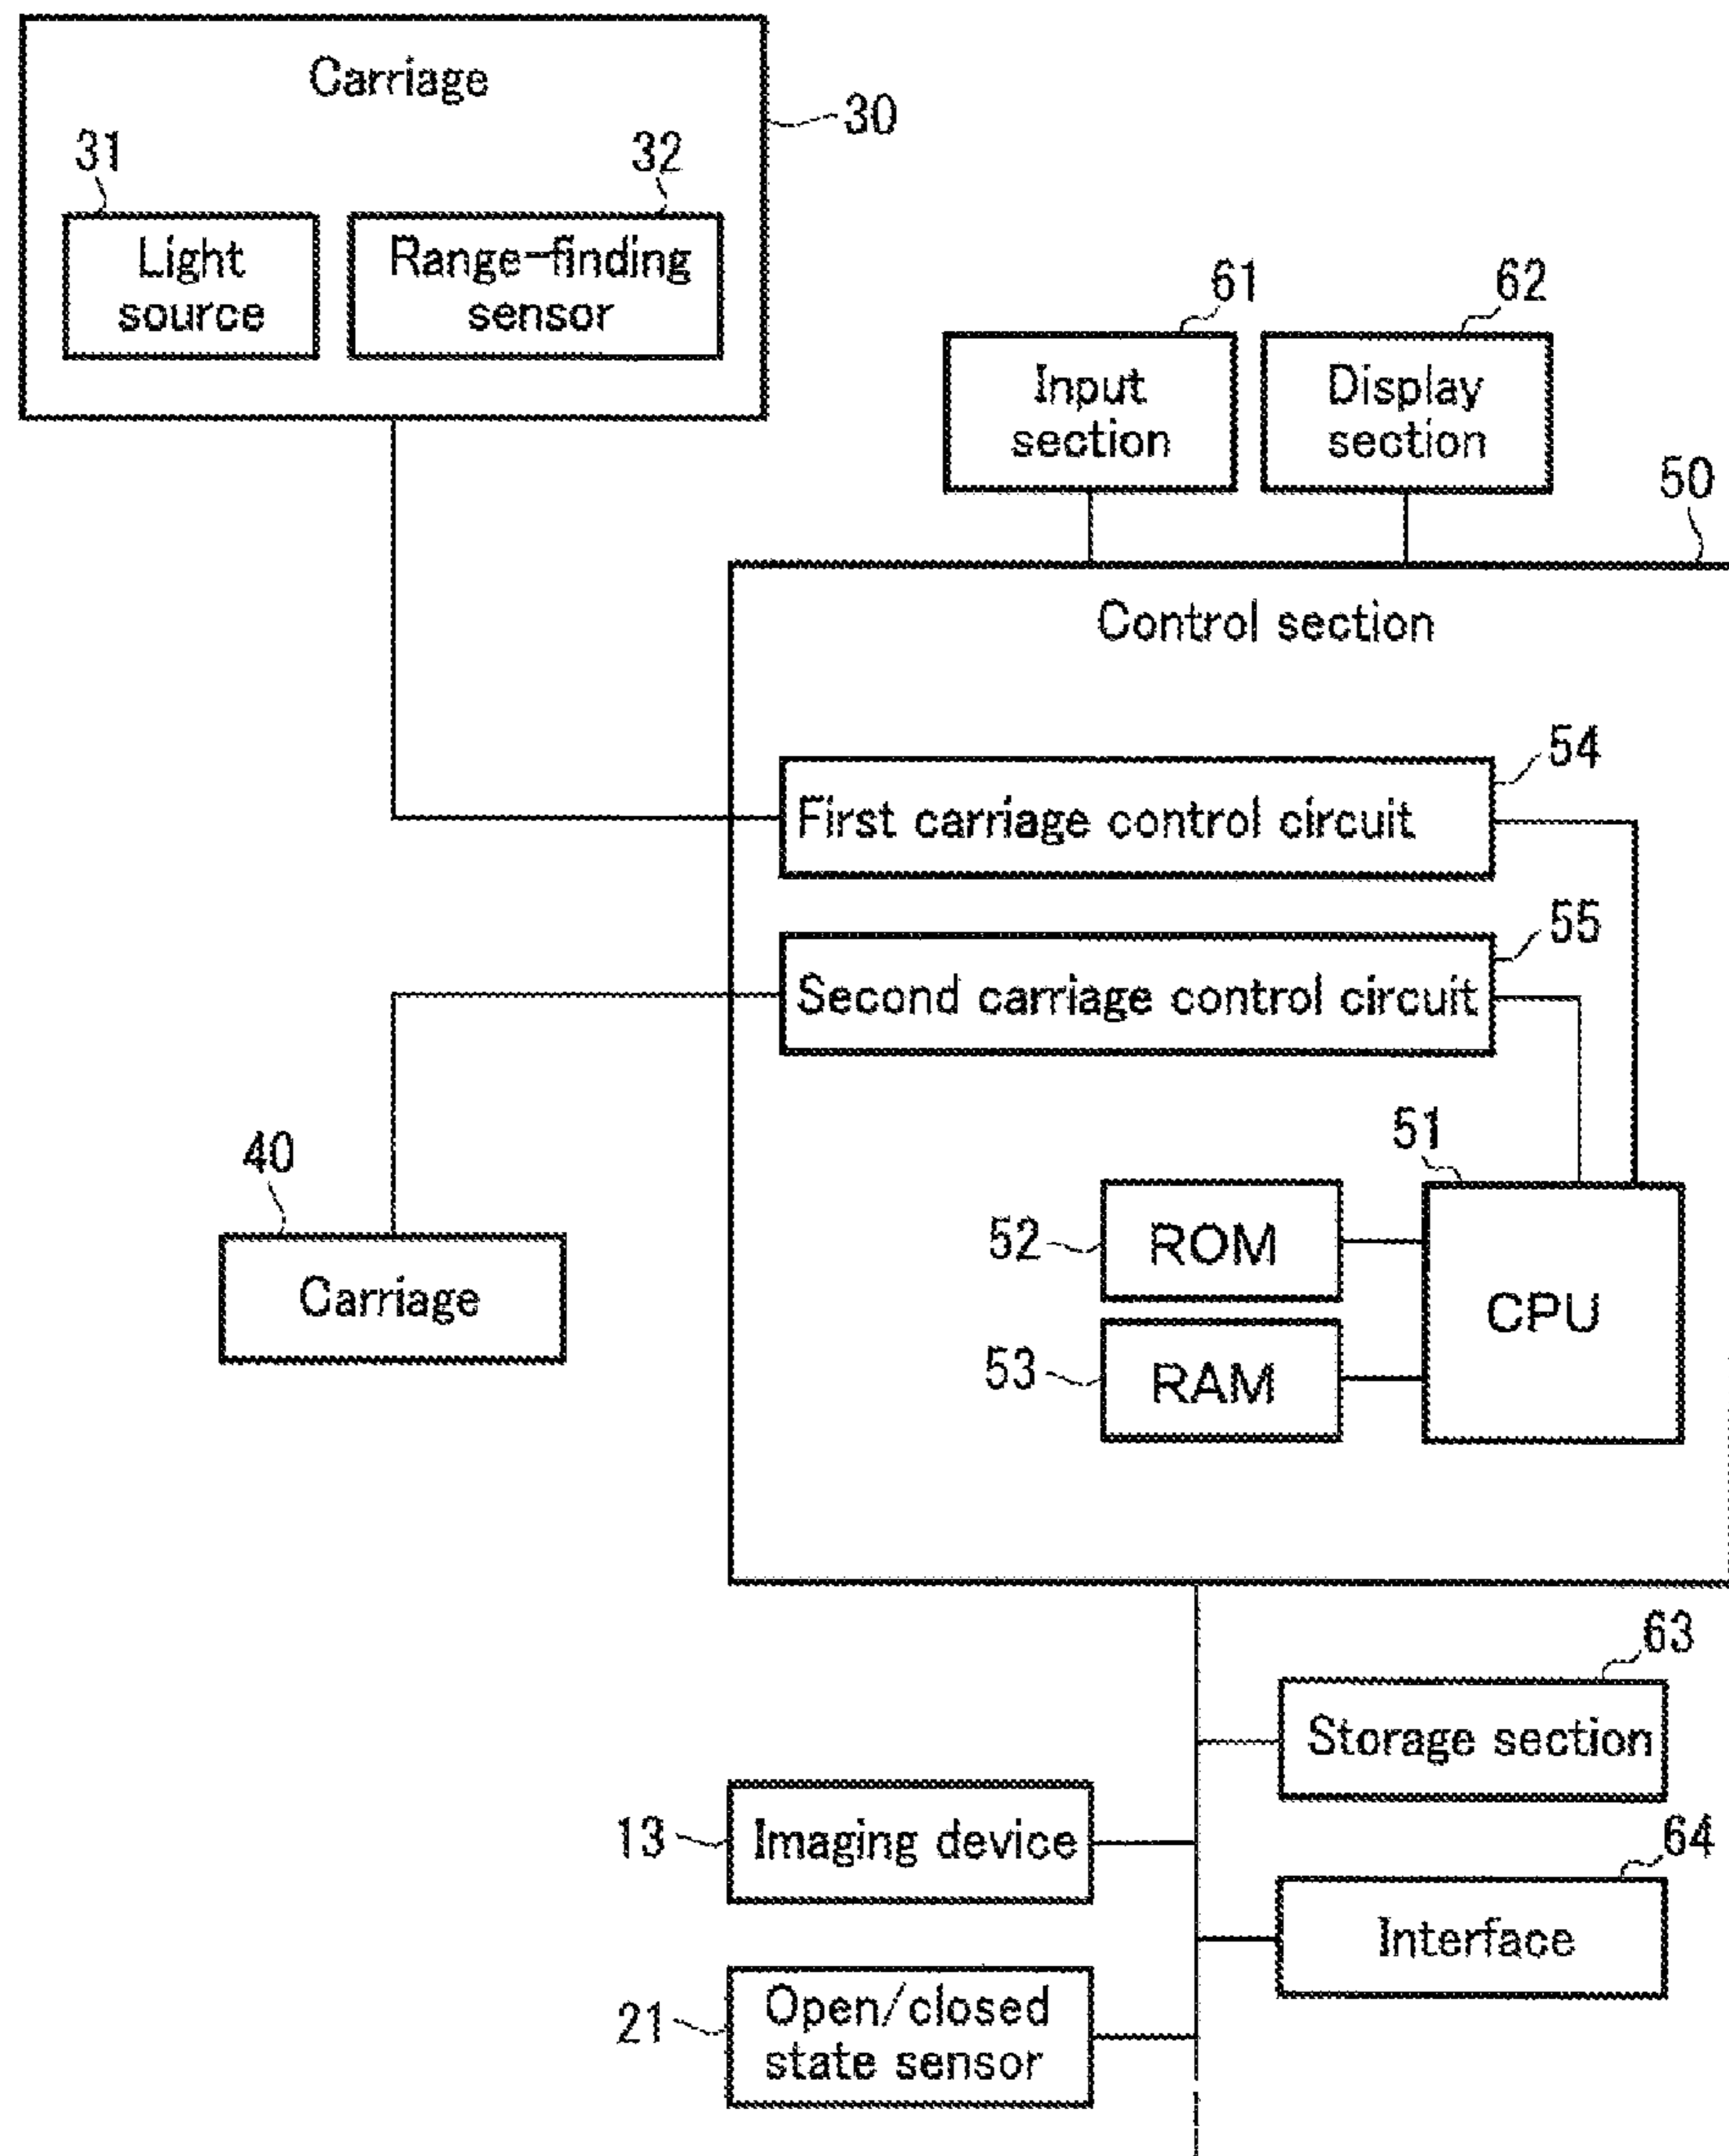 Carriage
30
31
32
Light
source
Range-finding
sensor
61
62
Input
section
Display
section
50
Control section
54
First carriage control circuit
55
Second carriage control circuit
51
40
52
ROM
CPU
Carriage
53
RAM
63
Storage section
13
Imaging device
64
Interface
21
Open/closed
state sensor